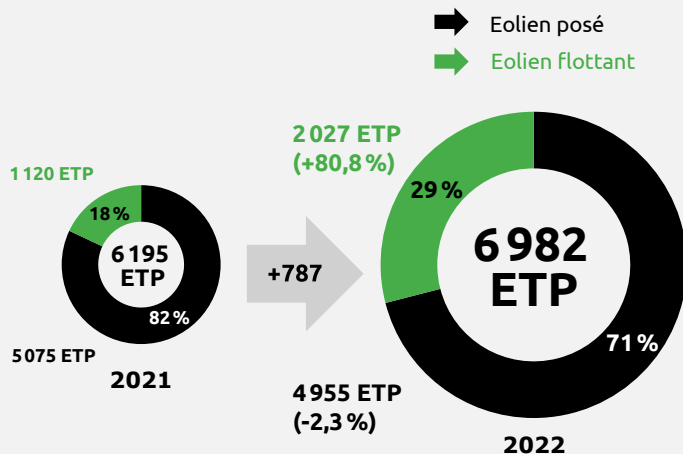 Eolien posé
Eolien flottant
1 120 ETP
18 %
6 195
ETP
82 %
5 075 ETP
2021
+787
2 027 ETP
(+80,8 %)
29 %
6 982
ETP
71 %
4 955 ETP
(-2,3 %)
2022